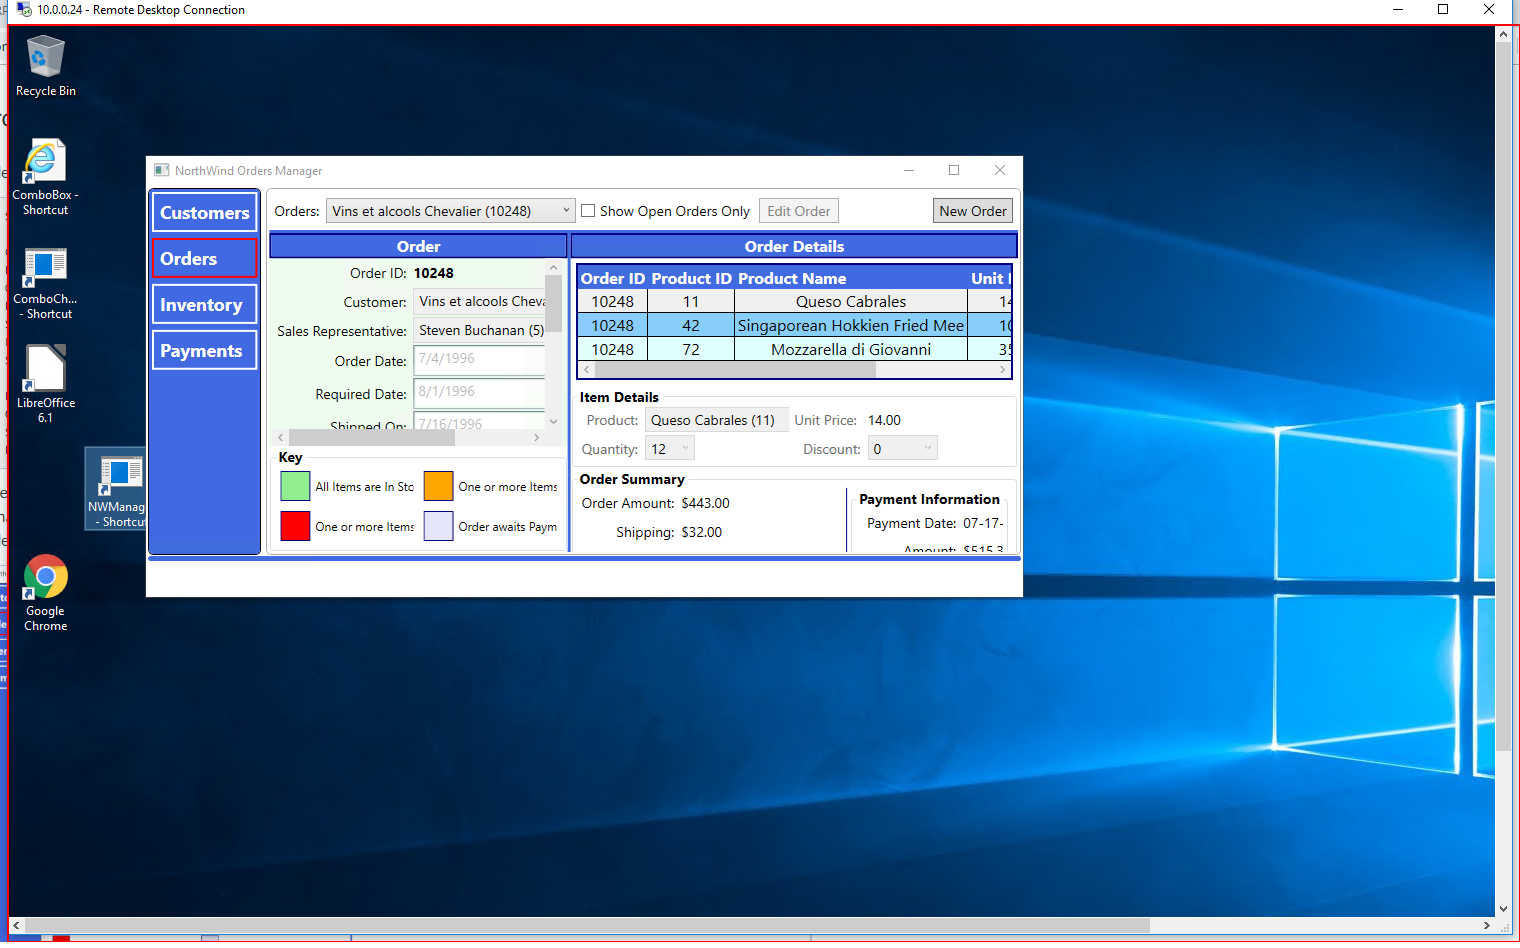 10.0.0.24 - Remote Desktop Connection
Recycle Bin
ComboBox -
Shortcut
ComboCh...
- Shortcut
LibreOffice
6.1
NWManag
- Shortcut
Google
Chrome
NorthWind Orders Manager
Customers
Orders
Inventory
Payments
Orders: Vins et alcools Chevalier (10248) Show Open Orders Only Edit Order New Order
Order
Order ID: 10248
Customer: Vins et alcools Cheva
Sales Representative: Steven Buchanan (5)
Order Date: 7/4/1996
Required Date: 8/1/1996
Shipped On: 7/16/1996
Key
All Items are In Sto One or more Items
One or more Items Order awaits Paym
Order Details
Order ID Product ID Product Name Unit
10248 11 Queso Cabrales 14
10248 42 Singaporean Hokkien Fried Mee 10
10248 72 Mozzarella di Giovanni 35
Item Details
Product: Queso Cabrales (11) Unit Price: 14.00
Quantity: 12 Discount: 0
Order Summary
Order Amount: $443.00
Shipping: $32.00
Payment Information
Payment Date: 07-17-
Amount: $515.3